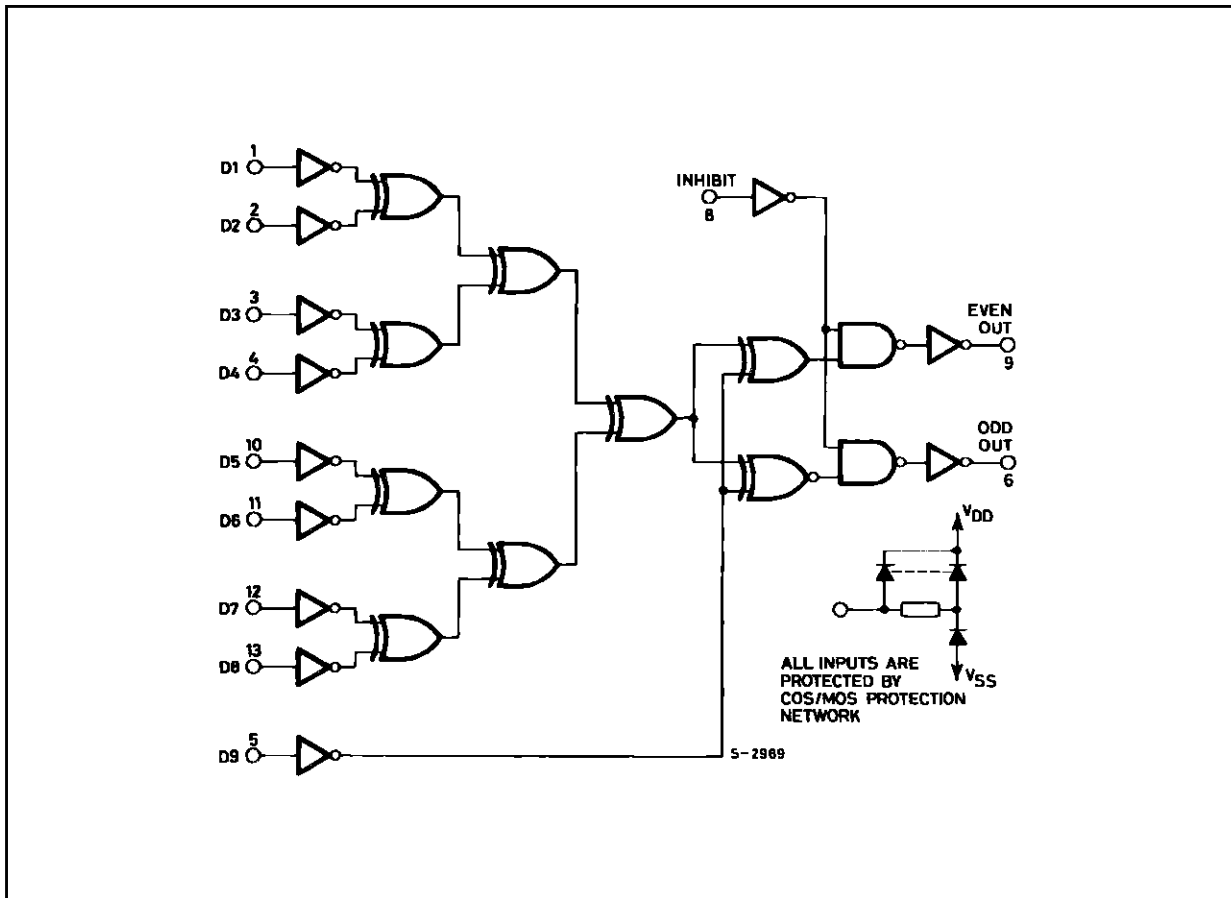 1
D1
2
D2
3
D3
4
D4
10
D5
11
D6
12
D7
13
D8
5
D9
INHIBIT
8
EVEN
OUT
9
ODD
OUT
6
VDD
VSS
ALL INPUTS ARE
PROTECTED BY
COS/MOS PROTECTION
NETWORK
S-2969